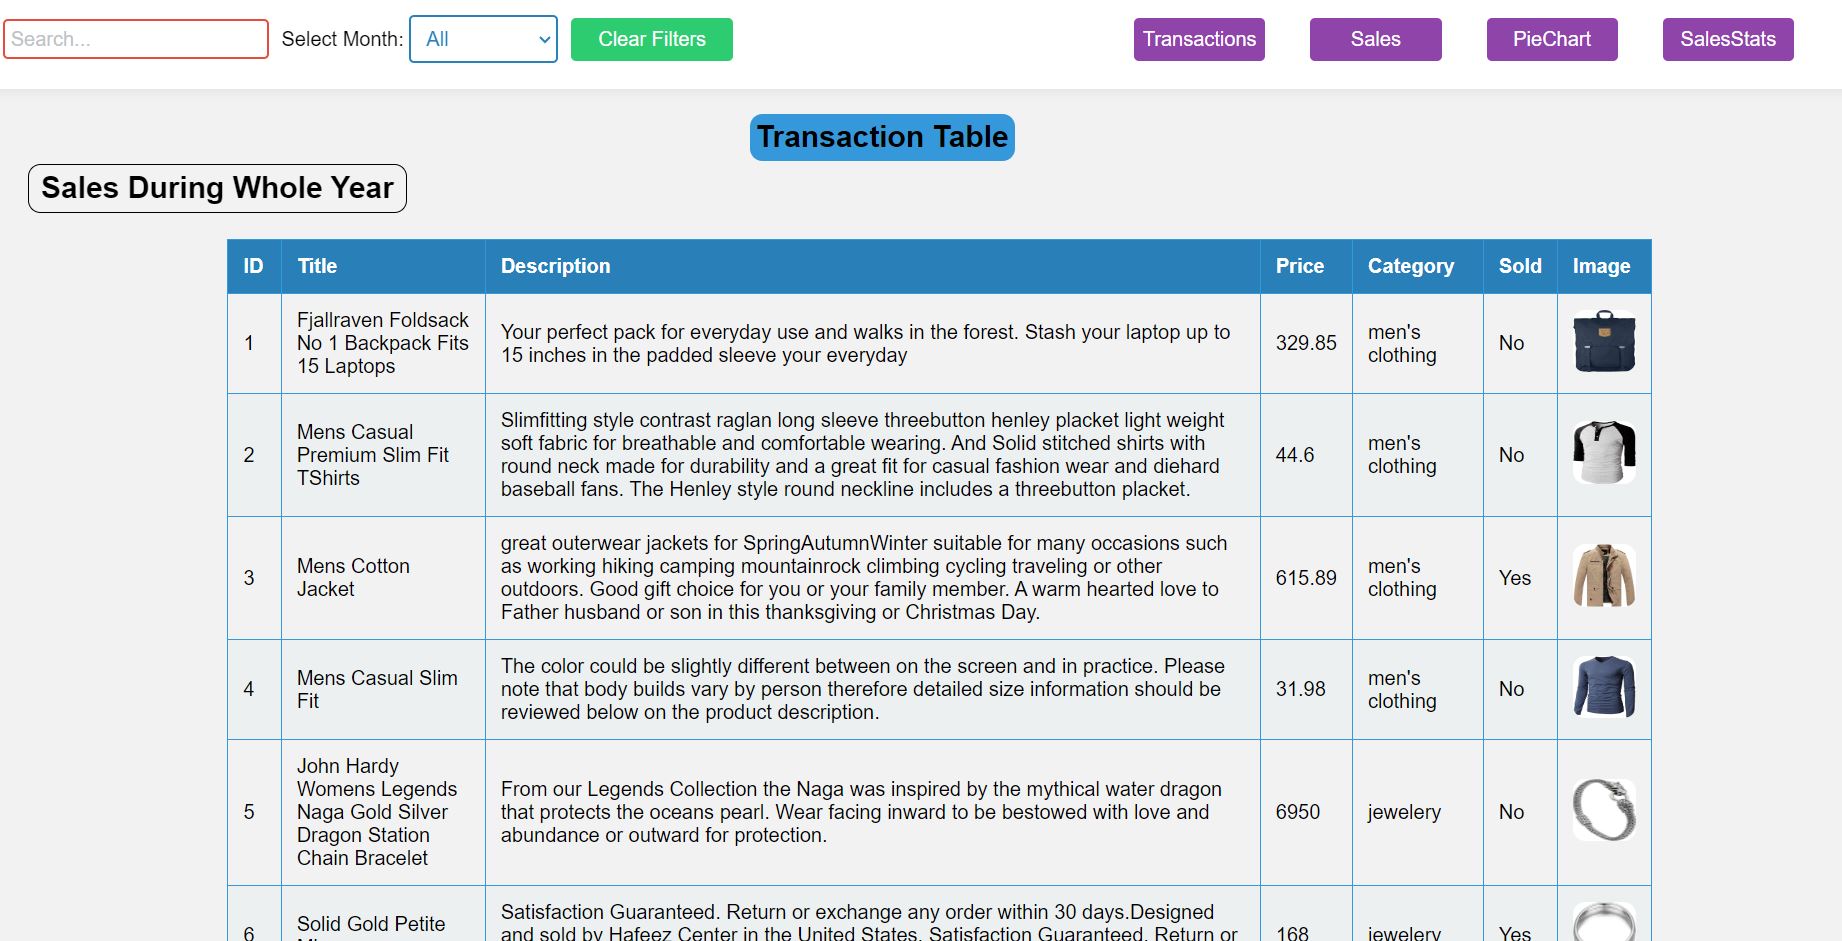 Search... Select Month: All Clear Filters Transactions Sales PieChart SalesStats
Transaction Table
Sales During Whole Year
ID Title Description Price Category Sold Image
1
Fjallraven Foldsack
No 1 Backpack Fits
15 Laptops
Your perfect pack for everyday use and walks in the forest. Stash your laptop up to
15 inches in the padded sleeve your everyday
329.85
men's
clothing
No
2
Mens Casual
Premium Slim Fit
TShirts
Slimfitting style contrast raglan long sleeve threebutton henley placket light weight
soft fabric for breathable and comfortable wearing. And Solid stitched shirts with
round neck made for durability and a great fit for casual fashion wear and diehard
baseball fans. The Henley style round neckline includes a threebutton placket.
44.6
men's
clothing
No
3
Mens Cotton
Jacket
great outerwear jackets for SpringAutumnWinter suitable for many occasions such
as working hiking camping mountainrock climbing cycling traveling or other
outdoors. Good gift choice for you or your family member. A warm hearted love to
Father husband or son in this thanksgiving or Christmas Day.
615.89
men's
clothing
Yes
4
Mens Casual Slim
Fit
The color could be slightly different between on the screen and in practice. Please
note that body builds vary by person therefore detailed size information should be
reviewed below on the product description.
31.98
men's
clothing
No
5
John Hardy
Womens Legends
Naga Gold Silver
Dragon Station
Chain Bracelet
From our Legends Collection the Naga was inspired by the mythical water dragon
that protects the oceans pearl. Wear facing inward to be bestowed with love and
abundance or outward for protection.
6950
jewelery
No
6
Solid Gold Petite
Satisfaction Guaranteed. Return or exchange any order within 30 days.Designed
and sold by Hafeez Center in the United States. Satisfaction Guaranteed. Return or
168
jewelery
Yes